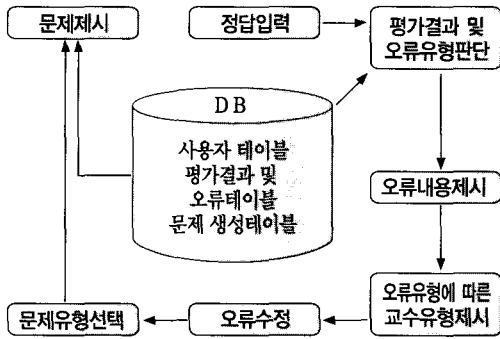 문제제시
정답입력
평가결과 및
오류유형판단
DB
사용자 테이블
평가결과 및
오류테이블
문제 생성테이블
오류내용제시
오류유형에 따른
교수유형제시
오류수정
문제유형선택